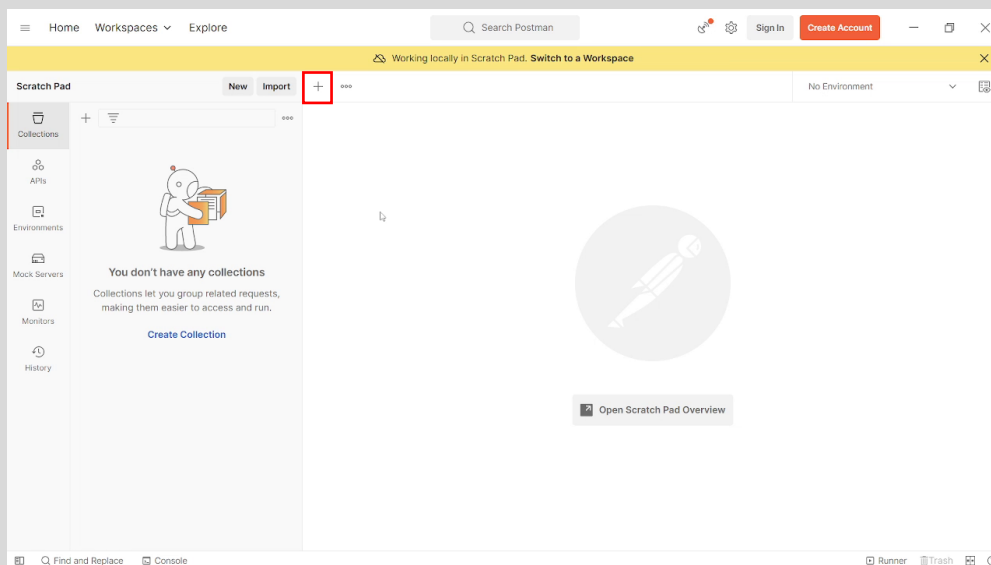 Home Workspaces Explore
Search Postman
Sign In Create Account
Working locally in Scratch Pad. Switch to a Workspace
Scratch Pad New Import
No Environment
Collections
APIs
Environments
Mock Servers
Monitors
History
You don't have any collections
Collections let you group related requests,
making them easier to access and run.
Create Collection
Open Scratch Pad Overview
Find and Replace Console
Runner Trash